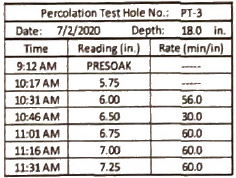 Percolation Test Hole No.: PT-3
Date: 7/2/2020 Depth: 18.0 in.
Time Reading (in.) Rate (min/in)
9:12 AM PRESOAK -----
10:17 AM 5.75 -----
10:31 AM 6.00 56.0
10:46 AM 6.50 30.0
11:01 AM 6.75 60.0
11:16 AM 7.00 60.0
11:31 AM 7.25 60.0